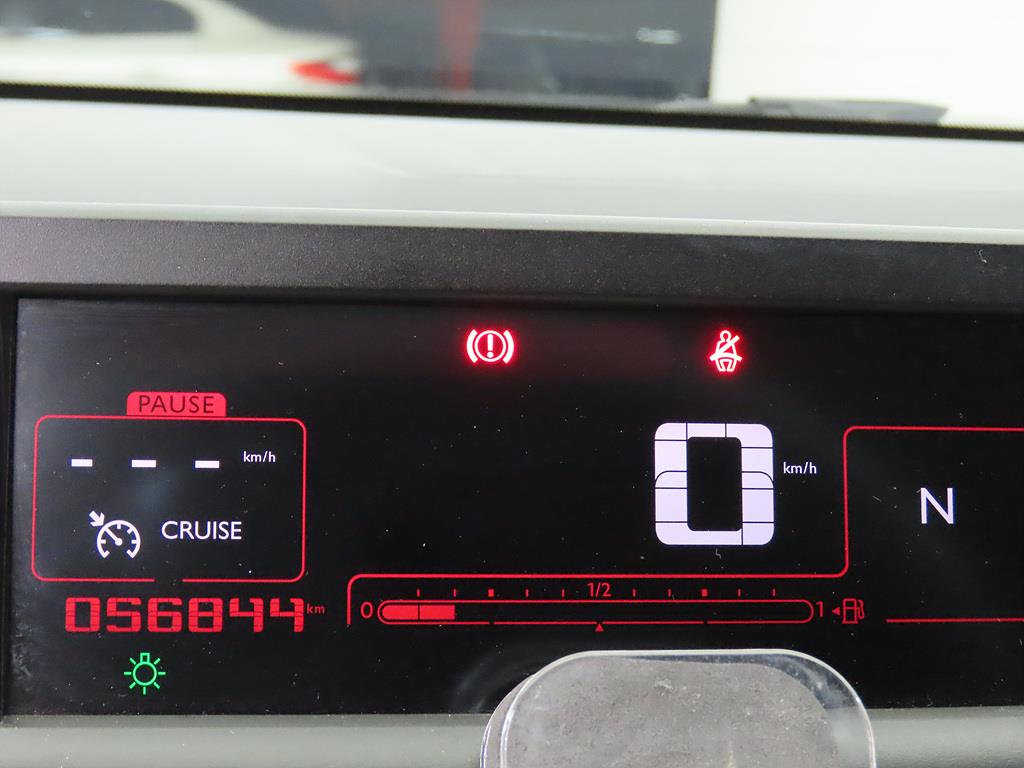 PAUSE
- - - km/h
CRUISE
0 km/h
N
056844 km
0 1/2 1